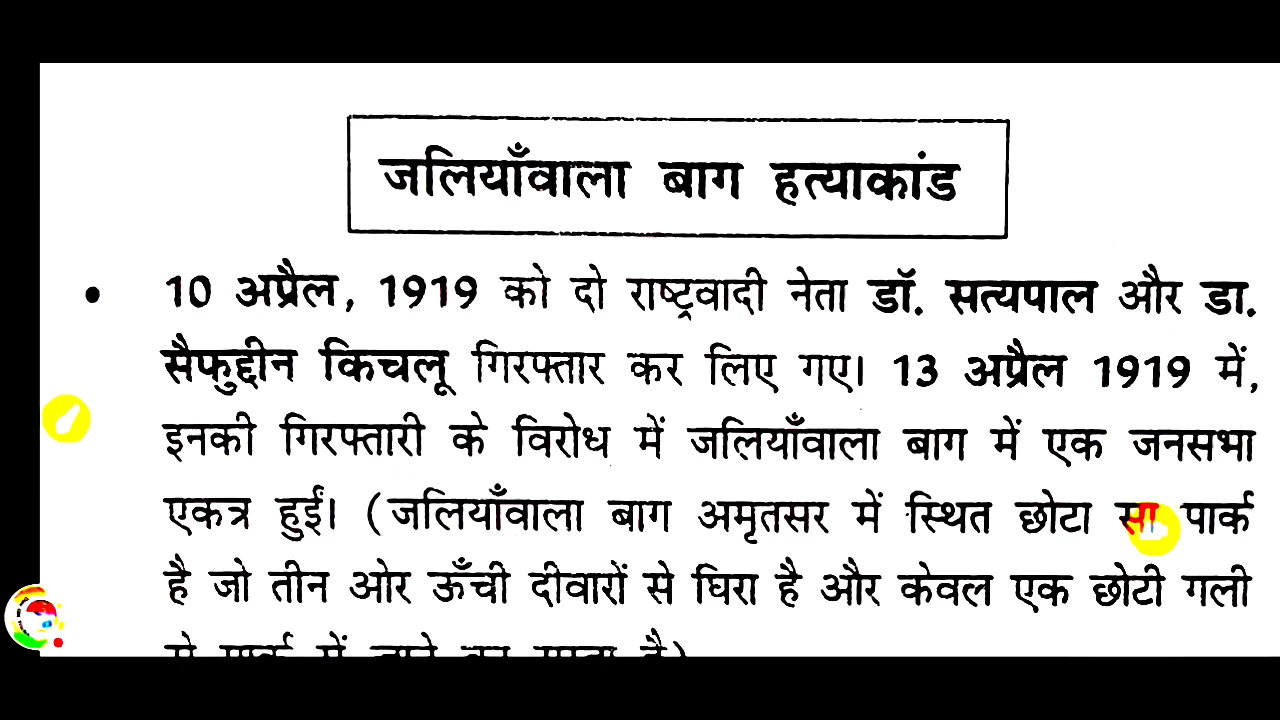 जलियाँवाला बाग हत्याकांड
• 10 अप्रैल, 1919 को दो राष्ट्रवादी नेता डॉ. सत्यपाल और डा.
सैफुद्दीन किचलू गिरफ्तार कर लिए गए। 13 अप्रैल 1919 में,
इनकी गिरफ्तारी के विरोध में जलियाँवाला बाग में एक जनसभा
एकत्र हुईं। (जलियाँवाला बाग अमृतसर में स्थित छोटा सा पार्क
है जो तीन ओर ऊँची दीवारों से घिरा है और केवल एक छोटी गली